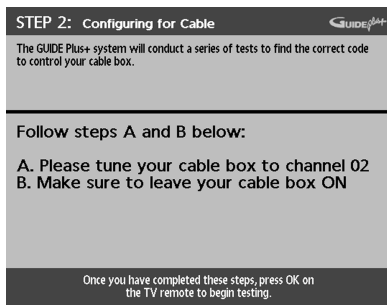 STEP 2: Configuring for Cable GUIDE Plus+
The GUIDE Plus+ system will conduct a series of tests to find the correct code
to control your cable box.
Follow steps A and B below:
A. Please tune your cable box to channel 02
B. Make sure to leave your cable box ON
Once you have completed these steps, press OK on
the TV remote to begin testing.